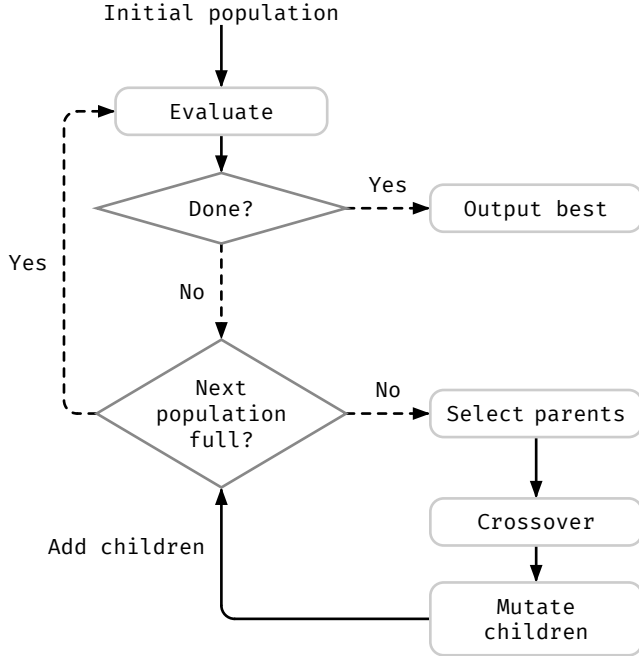 Initial population
Evaluate
Done?
Yes
Output best
Yes
No
Next
population
full?
No
Select parents
Crossover
Add children
Mutate
children